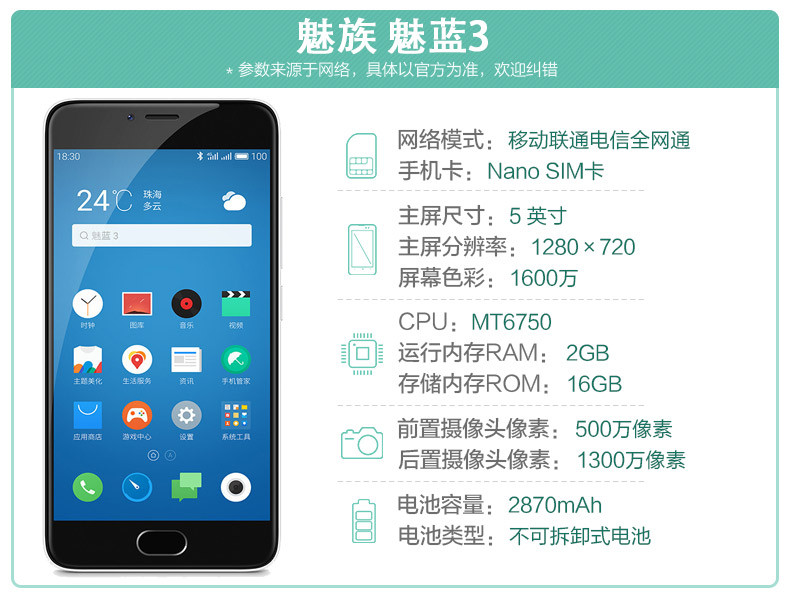 魅族 魅蓝3
* 参数来源于网络，具体以官方为准，欢迎纠错
18:30
100
24℃
珠海
多云
魅蓝 3
时钟
图库
音乐
视频
主题美化
生活服务
资讯
手机管家
应用商店
游戏中心
设置
系统工具
A
网络模式：移动联通电信全网通
手机卡：Nano SIM卡
主屏尺寸：5 英寸
主屏分辨率：1280×720
屏幕色彩：1600万
CPU：MT6750
运行内存RAM：2GB
存储内存ROM：16GB
前置摄像头像素：500万像素
后置摄像头像素：1300万像素
电池容量：2870mAh
电池类型：不可拆卸式电池